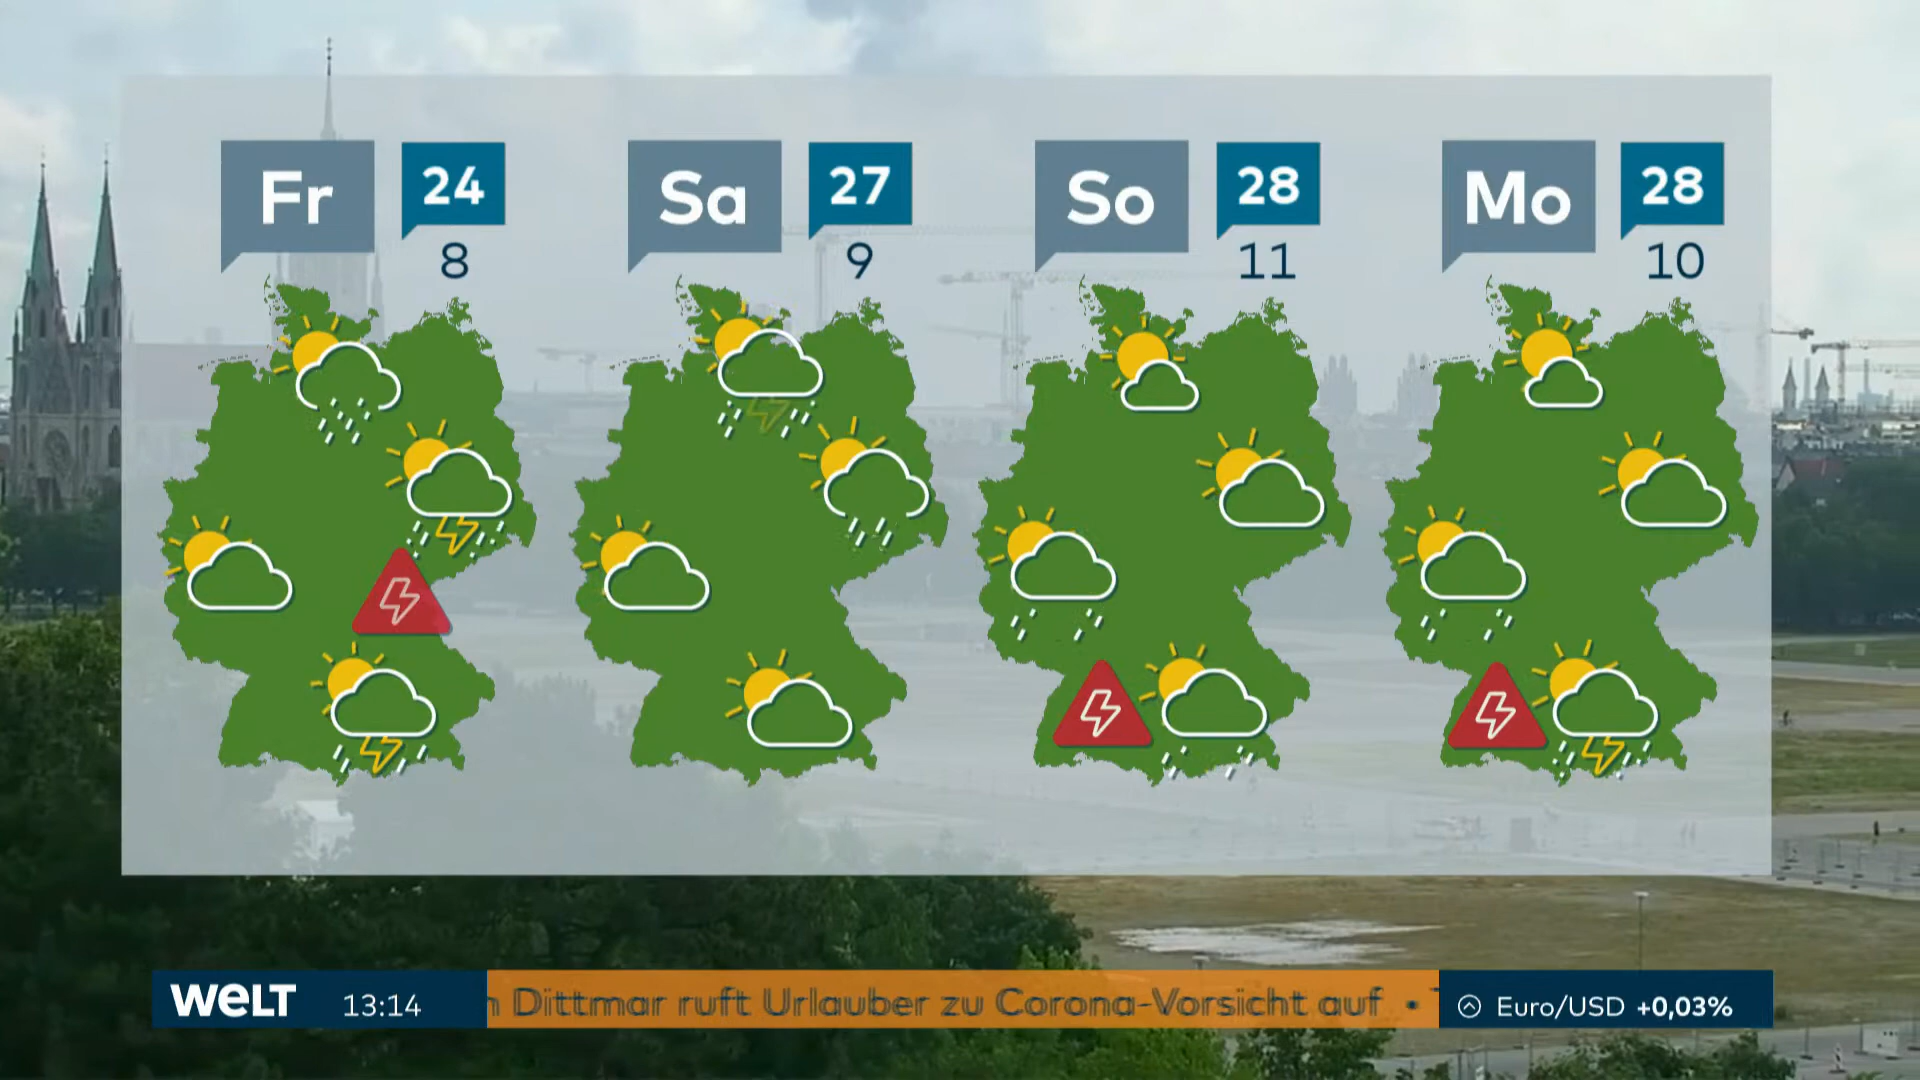 Fr 24 8
Sa 27 9
So 28 11
Mo 28 10
WELT 13:14 Dittmar ruft Urlauber zu Corona-Vorsicht auf • Euro/USD +0,03%